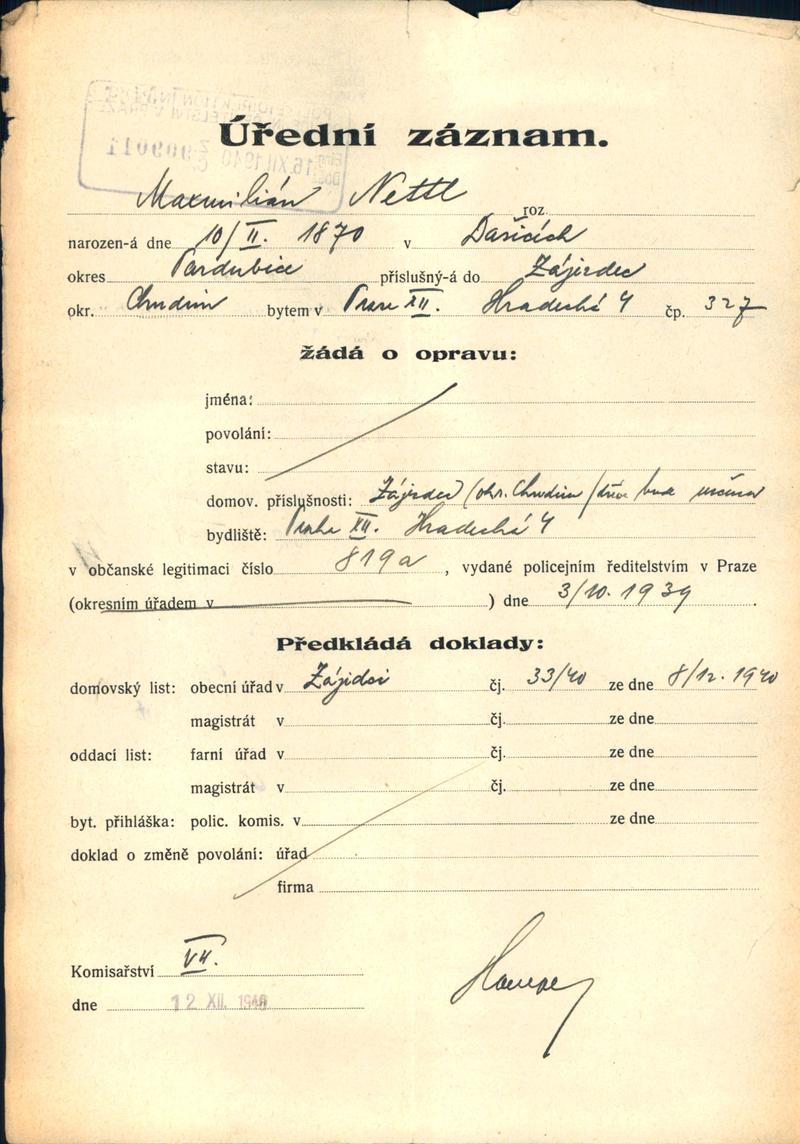 Úřední záznam.
Maxmilián Nettl roz.
narozen-á dne 10/II. 1870 v Dašicích
okres Pardubice příslušný-á do Zájezdec
okr. Chrudim bytem v Praze XII. Hradecká 4 čp. 327
žádá o opravu:
jména:
povolání:
stavu:
domov. příslušnosti: Zájezdec (okr. Chrudim / dříve
bydliště: Praha XII. Hradecká 4
v občanské legitimaci číslo 819a, vydané policejním ředitelstvím v Praze
(okresním úřadem v ) dne 3/10. 1939.
Předkládá doklady:
domovský list: obecní úřad v Zájezdci čj. 33/40 ze dne 8/12. 1940
magistrát v čj. ze dne
oddací list: farní úřad v čj. ze dne
magistrát v čj. ze dne
byt. přihláška: polic. komis. v ze dne
doklad o změně povolání: úřad
firma
Komisařství VII.
dne 12 XII. 1940